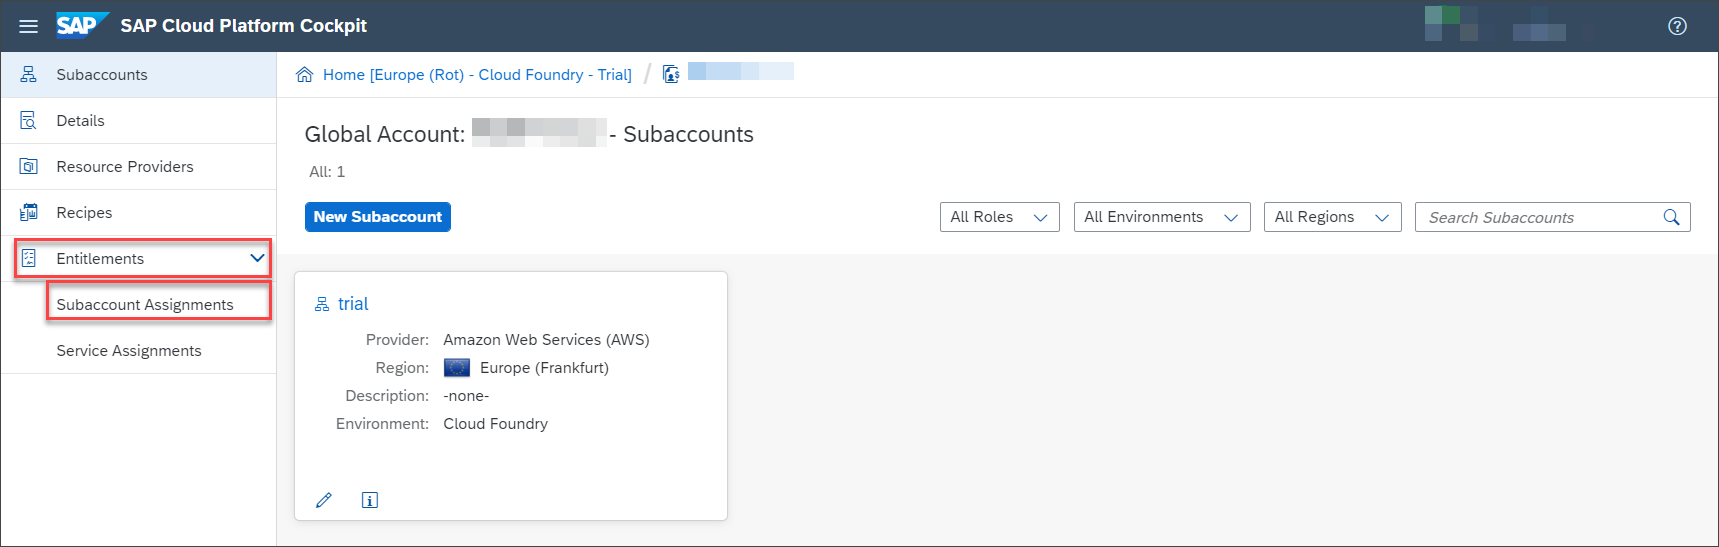 SAP SAP Cloud Platform Cockpit
Subaccounts
Details
Resource Providers
Recipes
Entitlements
Subaccount Assignments
Service Assignments
Home [Europe (Rot) - Cloud Foundry - Trial] /
Global Account: - Subaccounts
All: 1
New Subaccount
All Roles
All Environments
All Regions
Search Subaccounts
trial
Provider: Amazon Web Services (AWS)
Region: Europe (Frankfurt)
Description: -none-
Environment: Cloud Foundry